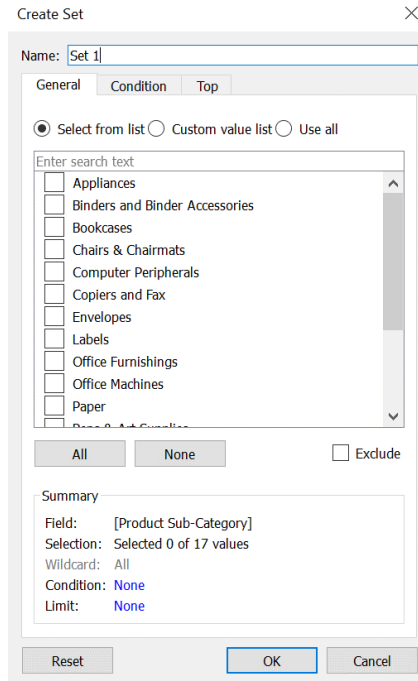 Create Set
Name: Set 1
General Condition Top
Select from list Custom value list Use all
Enter search text
Appliances
Binders and Binder Accessories
Bookcases
Chairs & Chairmats
Computer Peripherals
Copiers and Fax
Envelopes
Labels
Office Furnishings
Office Machines
Paper
Pens & Art Supplies
All None Exclude
Summary
Field: [Product Sub-Category]
Selection: Selected 0 of 17 values
Wildcard: All
Condition: None
Limit: None
Reset OK Cancel